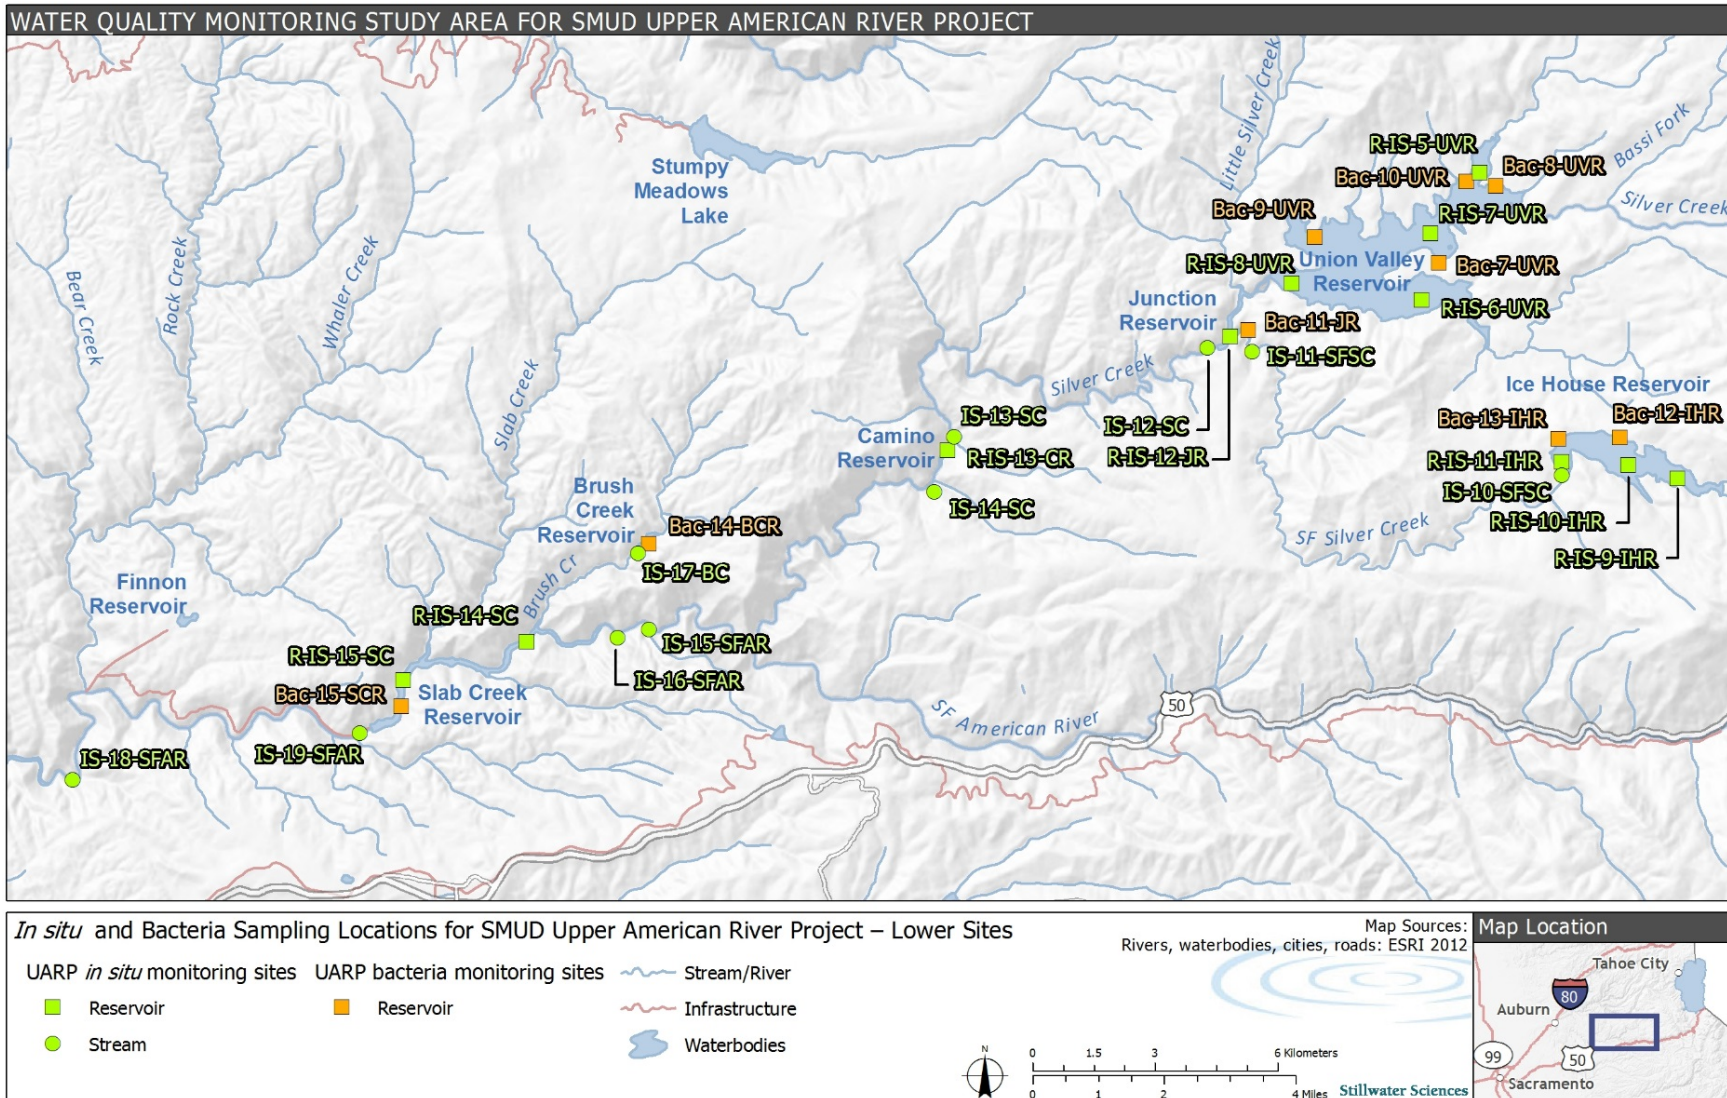 WATER QUALITY MONITORING STUDY AREA FOR SMUD UPPER AMERICAN RIVER PROJECT
Little Silver Creek
Bassi Fork
Silver Creek
R-IS-5-UVR
Bac-10-UVR
Bac-8-UVR
Bac-9-UVR
R-IS-7-UVR
R-IS-8-UVR
Union Valley
Reservoir
Bac-7-UVR
R-IS-6-UVR
Stumpy
Meadows
Lake
Bear Creek
Rock Creek
Whaler Creek
Slab Creek
Junction
Reservoir
Bac-11-JR
IS-11-SFSC
Silver Creek
IS-12-SC
R-IS-12-JR
Ice House Reservoir
Bac-13-IHR
Bac-12-IHR
R-IS-11-IHR
IS-10-SFSC
R-IS-10-IHR
R-IS-9-IHR
SF Silver Creek
Camino
Reservoir
IS-13-SC
R-IS-13-CR
IS-14-SC
Brush
Creek
Reservoir
Bac-14-BCR
IS-17-BC
Brush Cr
Finnon
Reservoir
R-IS-14-SC
IS-15-SFAR
IS-16-SFAR
R-IS-15-SC
Bac-15-SCR
Slab Creek
Reservoir
IS-19-SFAR
IS-18-SFAR
SF American River
50
In situ and Bacteria Sampling Locations for SMUD Upper American River Project – Lower Sites
UARP in situ monitoring sites
Reservoir
Stream
UARP bacteria monitoring sites
Reservoir
Stream/River
Infrastructure
Waterbodies
Map Sources:
Rivers, waterbodies, cities, roads: ESRI 2012
N
0 1.5 3 6 Kilometers
0 1 2 4 Miles
Stillwater Sciences
Map Location
Tahoe City
80
Auburn
99
50
Sacramento